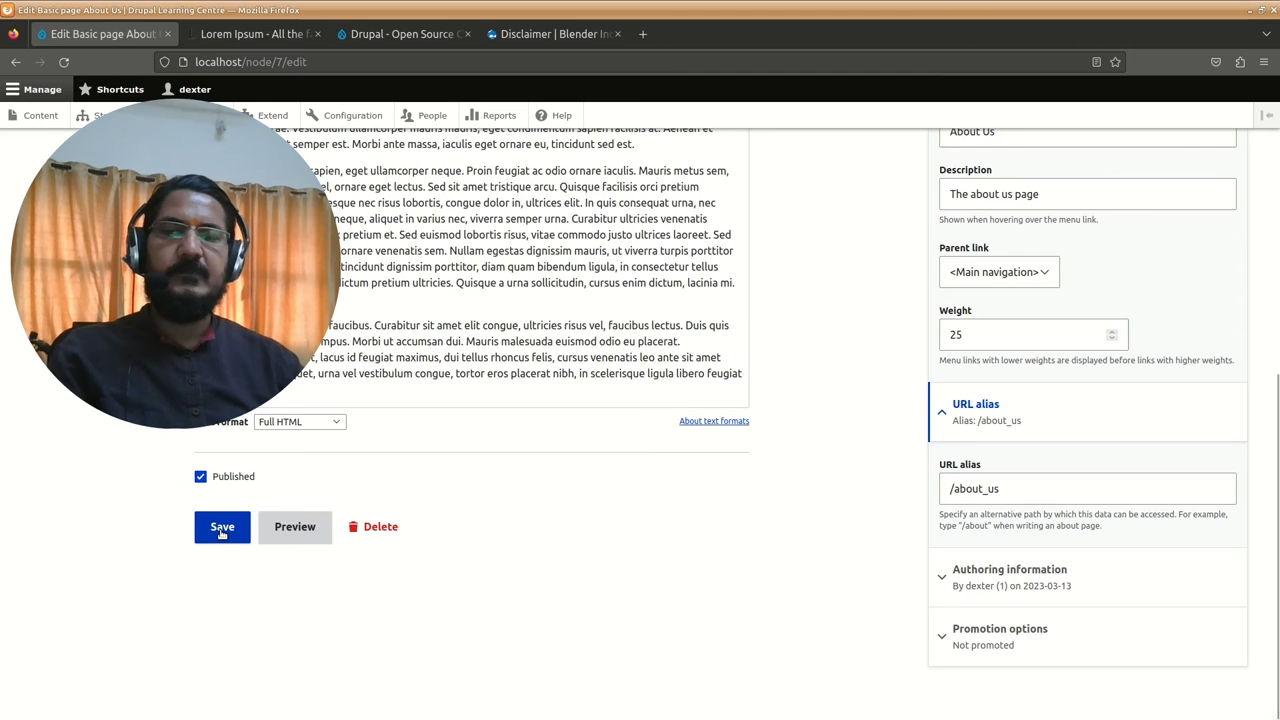 Edit Basic page About Us | Drupal Learning Centre — Mozilla Firefox
Edit Basic page About
Lorem Ipsum - All the fa
Drupal - Open Source C
Disclaimer | Blender Inc
localhost/node/7/edit
Manage
Shortcuts
dexter
Content
Extend
Configuration
People
Reports
Help
Vestibulum ullamcorper mauris mauris, eget condimentum sapien facilisis at. Aenean et
semper est. Morbi ante massa, iaculis eget ornare eu, tincidunt sed est.
sapien, eget ullamcorper neque. Proin feugiat ac odio ornare iaculis. Mauris metus sem,
ornare eget lectus. Sed sit amet tristique arcu. Quisque facilisis orci pretium
nec risus lobortis, congue dolor in, ultrices elit. In quis consequat urna, nec
neque, aliquet in varius nec, viverra semper urna. Curabitur ultricies venenatis
pretium et. Sed euismod lobortis risus, vitae commodo justo ultrices laoreet. Sed
ornare venenatis sem. Nullam egestas dignissim mauris, ut viverra turpis porttitor
tincidunt dignissim porttitor, diam quam bibendum ligula, in consectetur tellus
dictum pretium ultricies. Quisque a urna sollicitudin, cursus enim dictum, lacinia mi.
faucibus. Curabitur sit amet elit congue, ultricies risus vel, faucibus lectus. Duis quis
Morbi ut accumsan dui. Mauris malesuada euismod odio eu placerat.
lacus id feugiat maximus, dui tellus rhoncus felis, cursus venenatis leo ante sit amet
urna vel vestibulum congue, tortor eros placerat nibh, in scelerisque ligula libero feugiat
Full HTML
About text formats
Published
Save
Preview
Delete
About Us
Description
The about us page
Shown when hovering over the menu link.
Parent link
<Main navigation>
Weight
25
Menu links with lower weights are displayed before links with higher weights.
URL alias
Alias: /about_us
URL alias
/about_us
Specify an alternative path by which this data can be accessed. For example,
type "/about" when writing an about page.
Authoring information
By dexter (1) on 2023-03-13
Promotion options
Not promoted